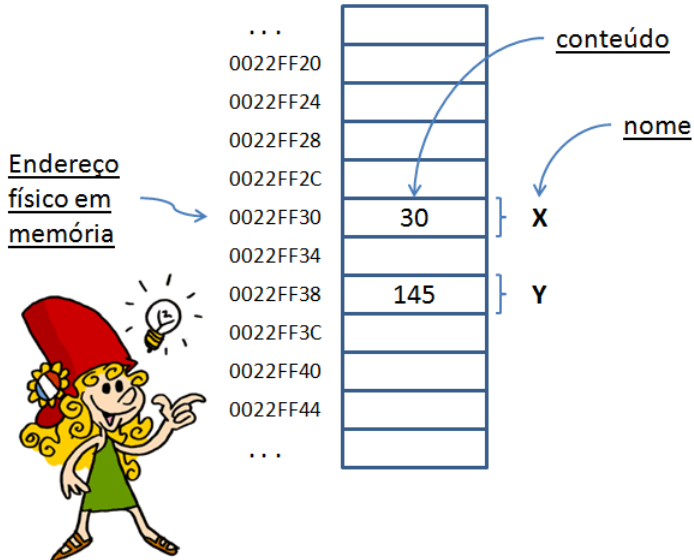 ...
0022FF20
0022FF24
0022FF28
0022FF2C
0022FF30
0022FF34
0022FF38
0022FF3C
0022FF40
0022FF44
...
Endereço
físico em
memória
30
145
X
Y
conteúdo
nome